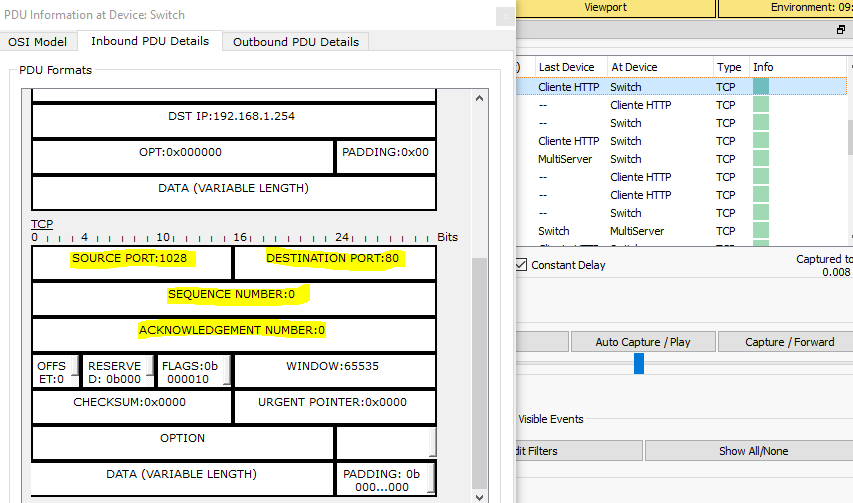 PDU Information at Device: Switch
OSI Model
Inbound PDU Details
Outbound PDU Details
PDU Formats
DST IP:192.168.1.254
OPT:0x000000
PADDING:0x00
DATA (VARIABLE LENGTH)
TCP
0 4 10 16 24 Bits
SOURCE PORT:1028
DESTINATION PORT:80
SEQUENCE NUMBER:0
ACKNOWLEDGEMENT NUMBER:0
OFFS
ET:0
RESERVE
D: 0b000
FLAGS:0b
000010
WINDOW:65535
CHECKSUM:0x0000
URGENT POINTER:0x0000
OPTION
DATA (VARIABLE LENGTH)
PADDING: 0b
000...000
Viewport
Environment: 09:
) Last Device At Device Type Info
Cliente HTTP Switch TCP
-- Cliente HTTP TCP
-- Switch TCP
Cliente HTTP Switch TCP
MultiServer Switch TCP
-- Cliente HTTP TCP
-- Cliente HTTP TCP
-- Switch TCP
Switch MultiServer TCP
Constant Delay
Captured to
0.008
Auto Capture / Play
Capture / Forward
Visible Events
dit Filters
Show All/None